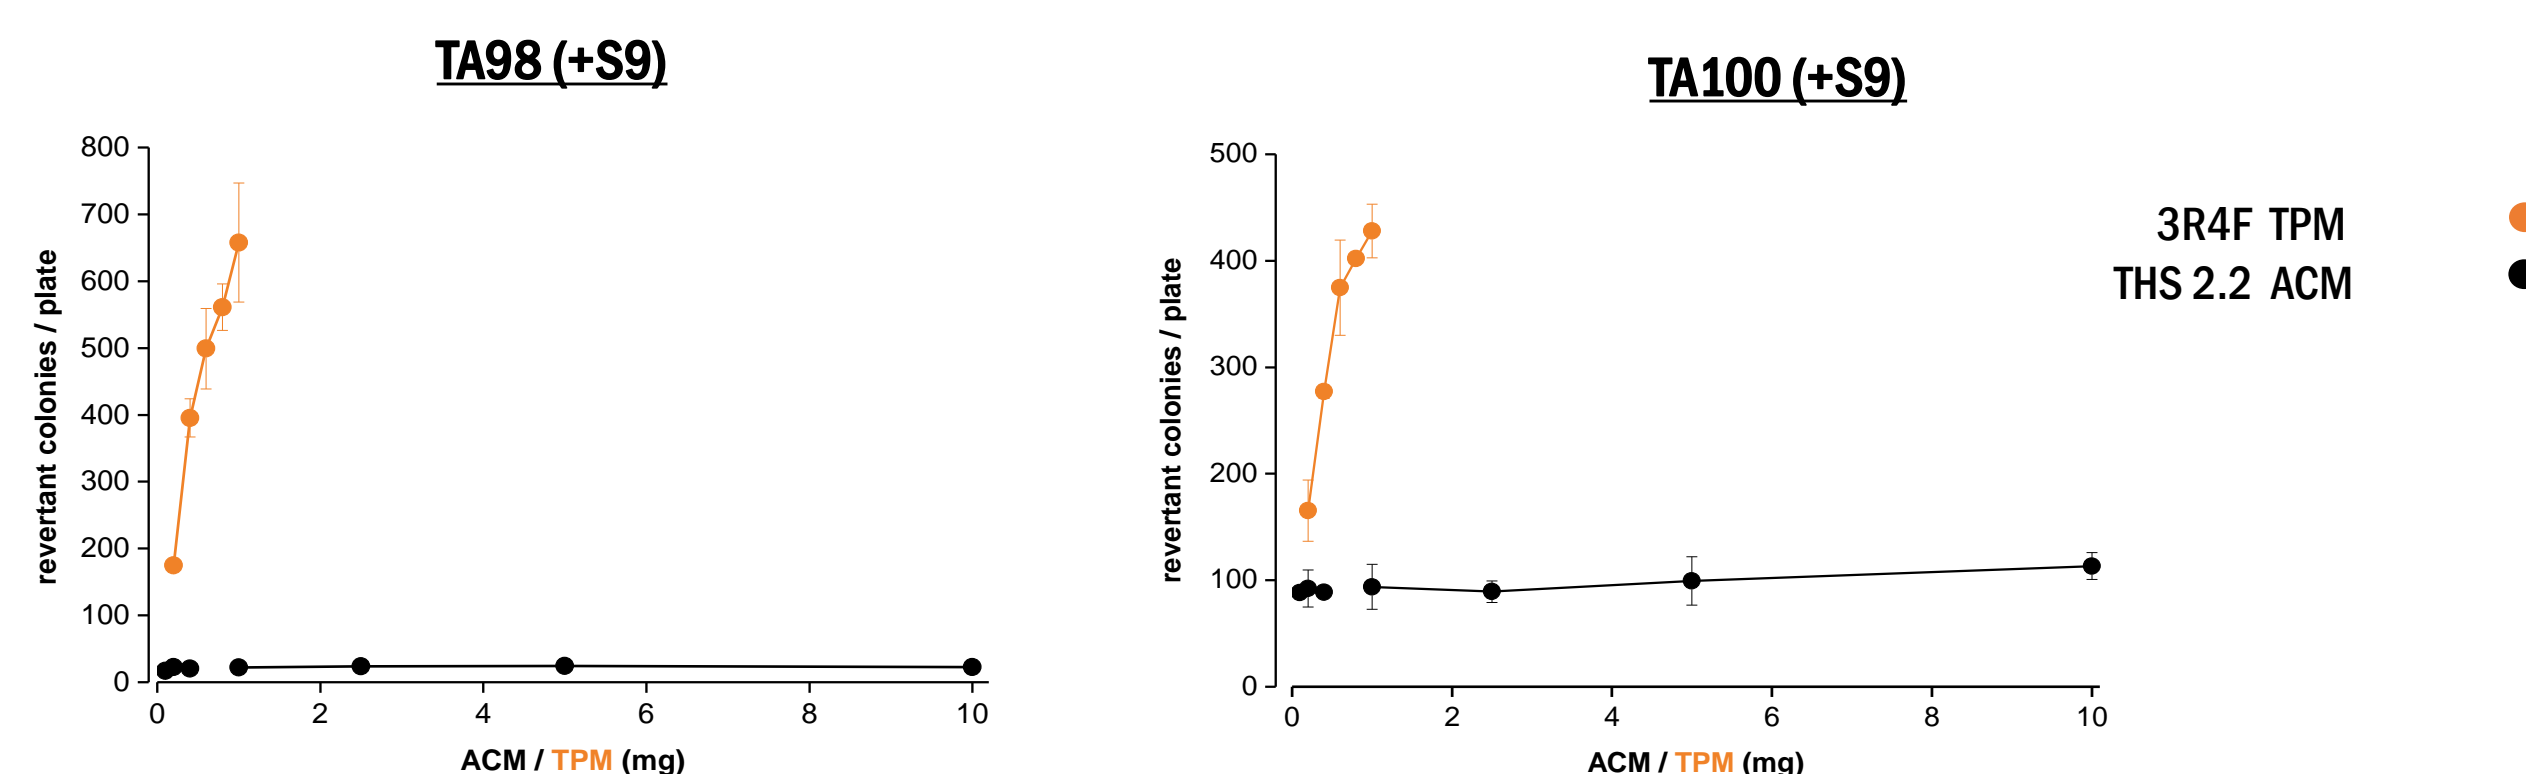 TA98 (+S9)
800
700
600
500
400
300
200
100
0
revertant colonies / plate
0 2 4 6 8 10
ACM / TPM (mg)
TA100 (+S9)
500
400
300
200
100
0
revertant colonies / plate
0 2 4 6 8 10
ACM / TPM (mg)
3R4F TPM
THS 2.2 ACM